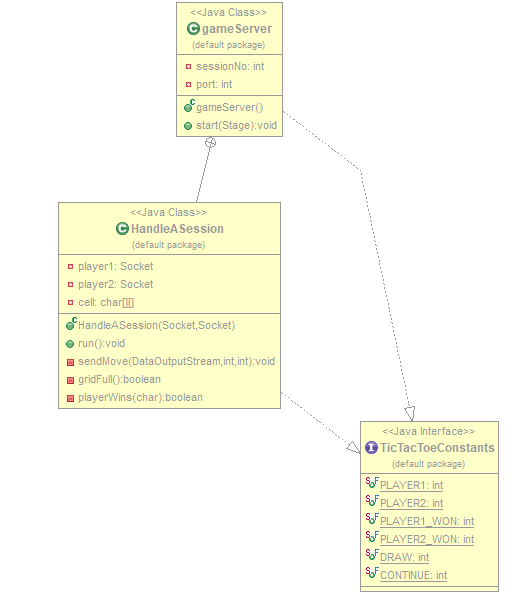 <<Java Class>>
gameServer
(default package)
sessionNo: int
port: int
gameServer()
start(Stage):void
<<Java Class>>
HandleASession
(default package)
player1: Socket
player2: Socket
cell: char[][]
HandleASession(Socket,Socket)
run():void
sendMove(DataOutputStream,int,int):void
gridFull():boolean
playerWins(char):boolean
<<Java Interface>>
TicTacToeConstants
(default package)
PLAYER1: int
PLAYER2: int
PLAYER1_WON: int
PLAYER2_WON: int
DRAW: int
CONTINUE: int